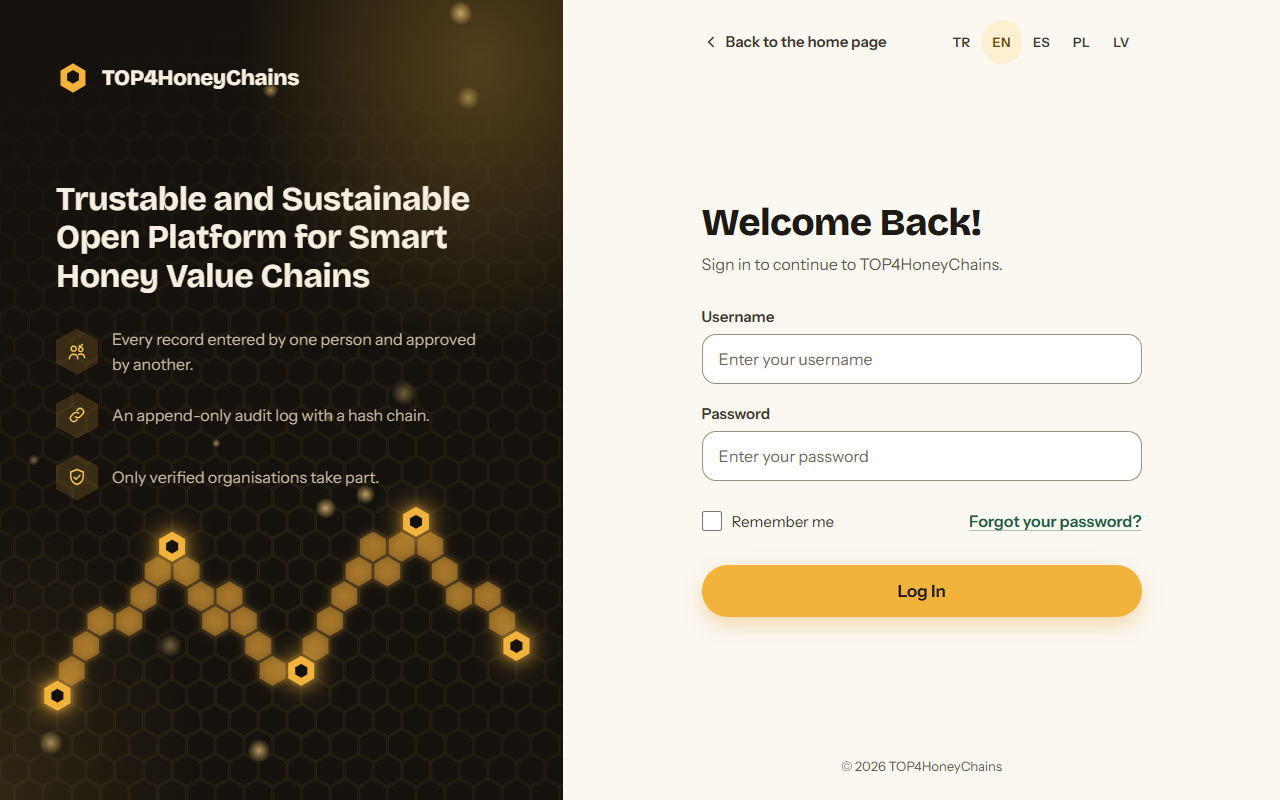 TOP4HoneyChains
Trustable and Sustainable
Open Platform for Smart
Honey Value Chains
Every record entered by one person and approved
by another.
An append-only audit log with a hash chain.
Only verified organisations take part.
Back to the home page
TR EN ES PL LV
Welcome Back!
Sign in to continue to TOP4HoneyChains.
Username
Enter your username
Password
Enter your password
Remember me
Forgot your password?
Log In
© 2026 TOP4HoneyChains